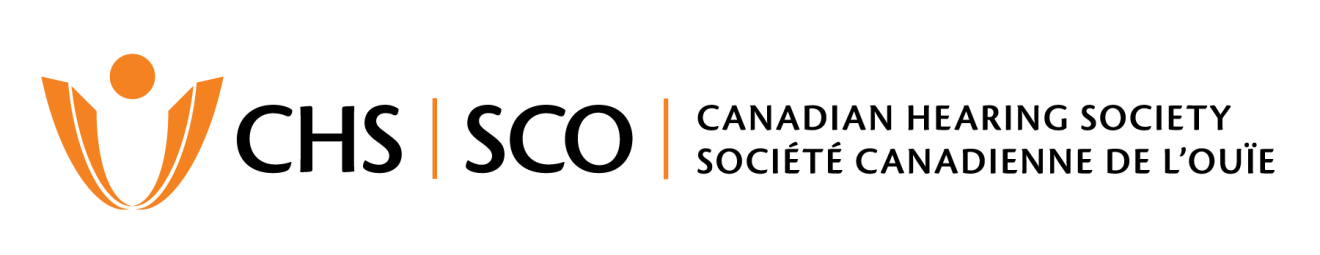 CHS | SCO | CANADIAN HEARING SOCIETY
SOCIÉTÉ CANADIENNE DE L'OUÏE